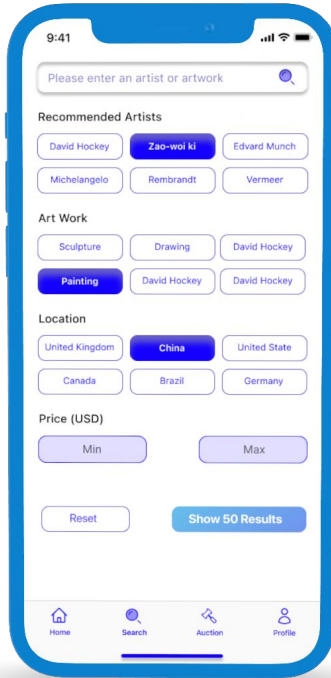 9:41
Please enter an artist or artwork
Recommended Artists
David Hockey Zao-woi ki Edvard Munch
Michelangelo Rembrandt Vermeer
Art Work
Sculpture Drawing David Hockey
Painting David Hockey David Hockey
Location
United Kingdom China United State
Canada Brazil Germany
Price (USD)
Min Max
Reset Show 50 Results
Home Search Auction Profile